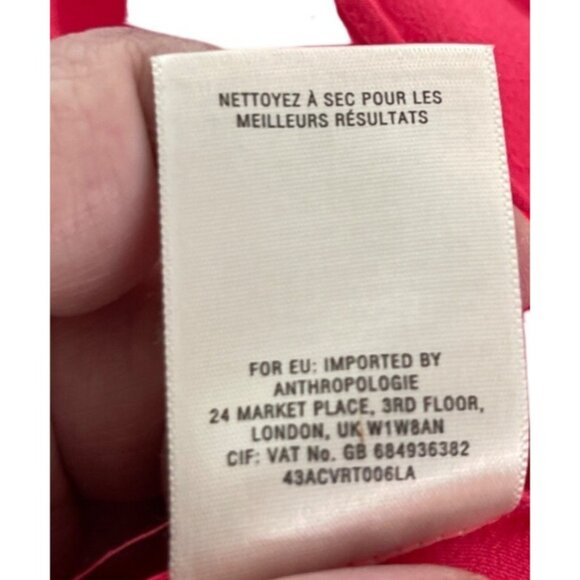 NETTOYEZ À SEC POUR LES
MEILLEURS RÉSULTATS
FOR EU: IMPORTED BY
ANTHROPOLOGIE
24 MARKET PLACE, 3RD FLOOR,
LONDON, UK W1W8AN
CIF: VAT No. GB 684936382
43ACVRT006LA